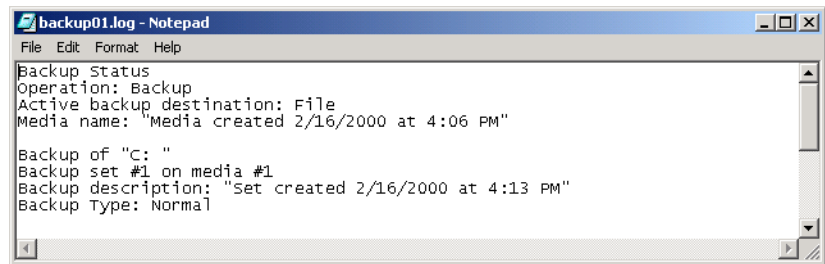 backup01.log - Notepad
File Edit Format Help
Backup Status
Operation: Backup
Active backup destination: File
Media name: "Media created 2/16/2000 at 4:06 PM"
Backup of "C: "
Backup set #1 on media #1
Backup description: "Set created 2/16/2000 at 4:13 PM"
Backup Type: Normal